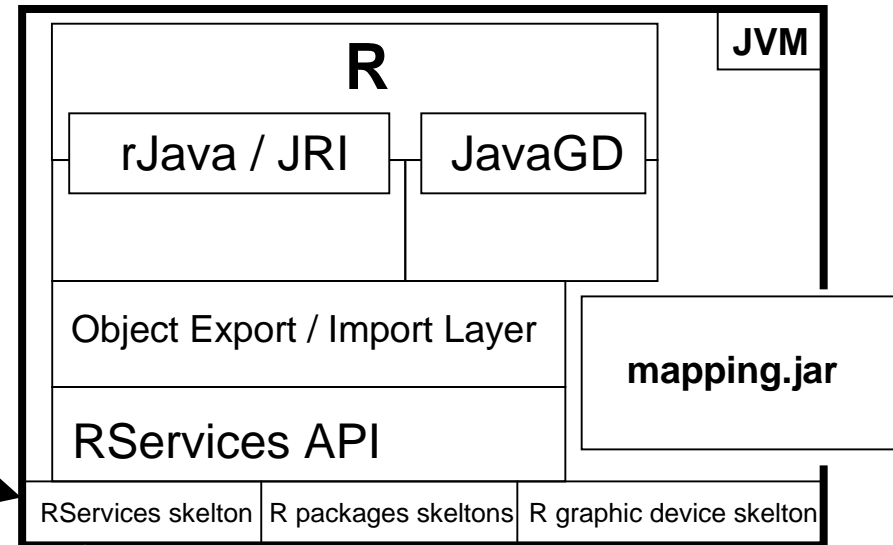 JVM
R
rJava / JRI
JavaGD
Object Export / Import Layer
mapping.jar
RServices API
RServices skelton
R packages skeltons
R graphic device skelton